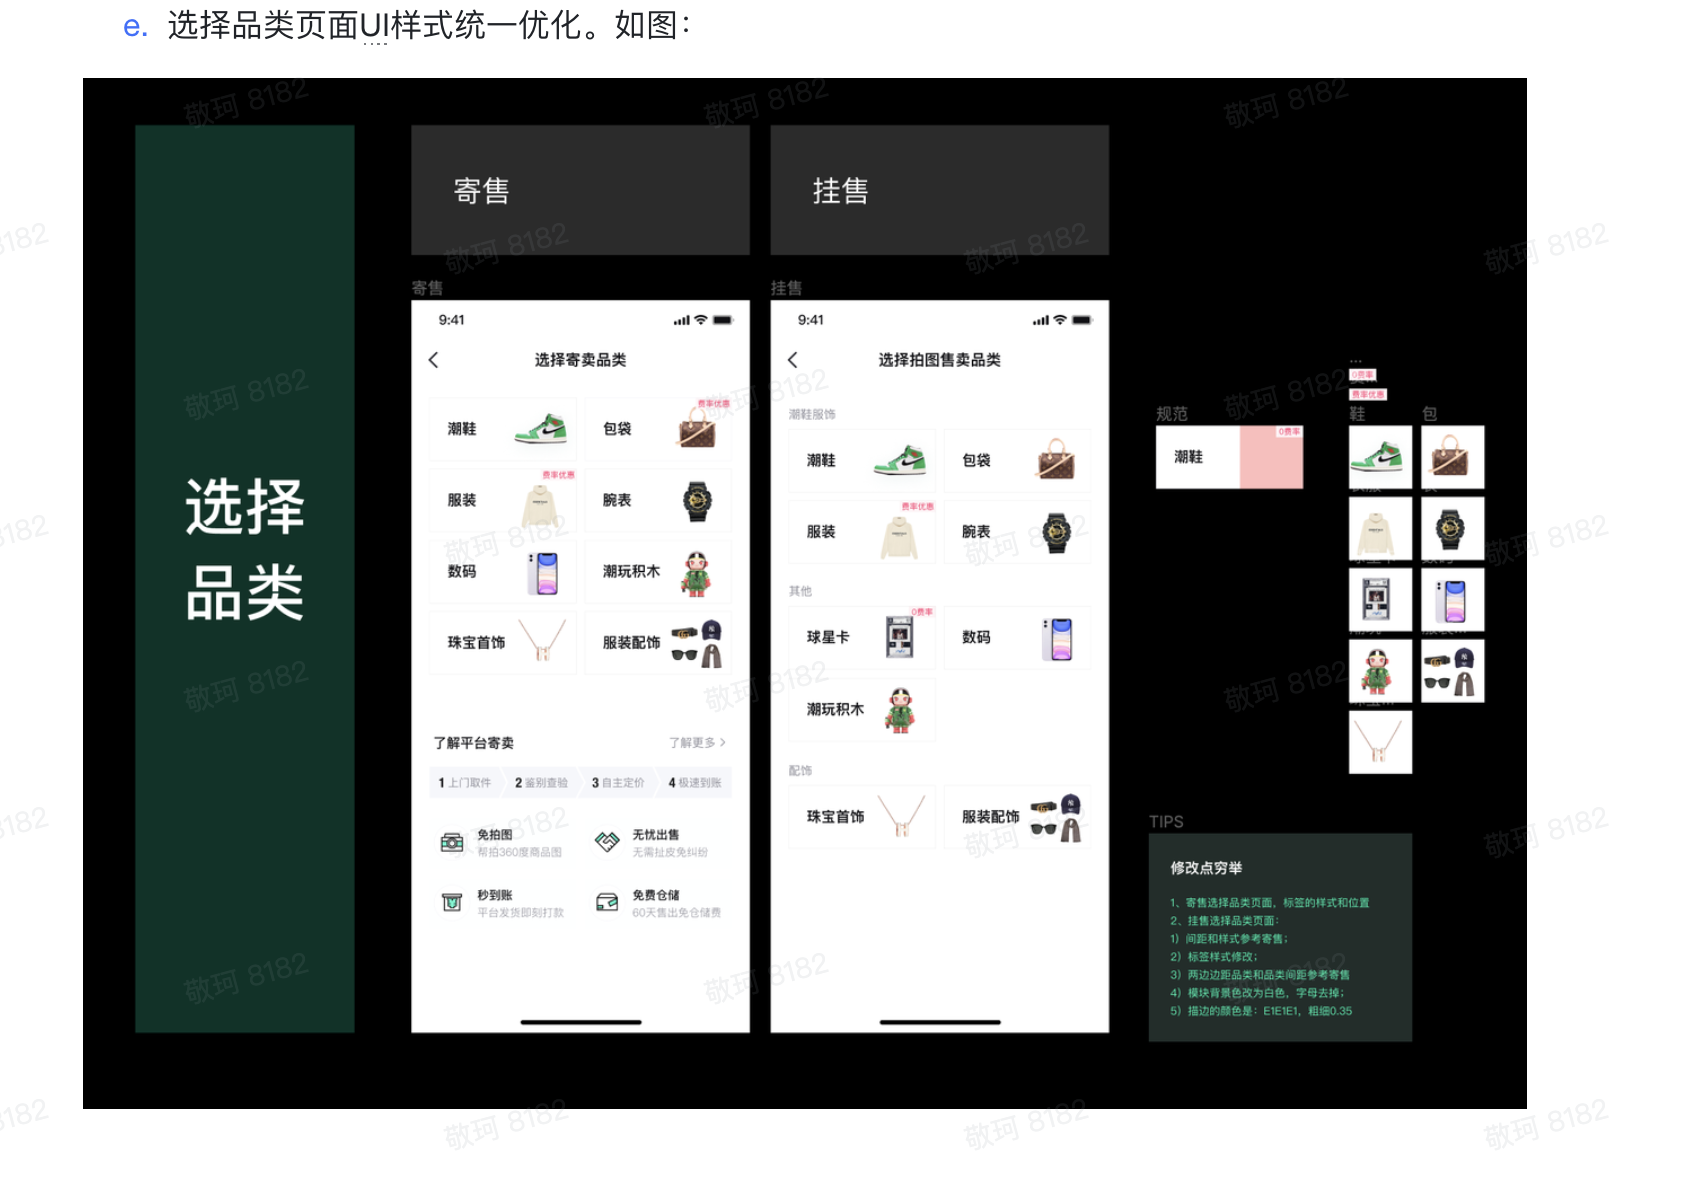 e. 选择品类页面UI样式统一优化。如图：
选择
品类
寄售
挂售
寄售
9:41
选择寄卖品类
潮鞋
包袋
费率优惠
服装
费率优惠
腕表
数码
潮玩积木
珠宝首饰
服装配饰
了解平台寄卖
了解更多
1 上门取件
2 鉴别查验
3 自主定价
4 极速到账
免拍图
帮拍360度商品图
无忧出售
无需扯皮免纠纷
秒到账
平台发货即刻打款
免费仓储
60天售出免仓储费
挂售
9:41
选择拍图售卖品类
潮鞋服饰
潮鞋
包袋
服装
费率优惠
腕表
其他
球星卡
0费率
数码
潮玩积木
配饰
珠宝首饰
服装配饰
规范
潮鞋
0费率
...
0费率
费率优惠
鞋
包
TIPS
修改点穷举
1、寄售选择品类页面，标签的样式和位置
2、挂售选择品类页面：
1）间距和样式参考寄售；
2）标签样式修改；
3）两边边距品类和品类间距参考寄售
4）模块背景色改为白色，字母去掉；
5）描边的颜色是：E1E1E1，粗细0.35
敬珂 8182